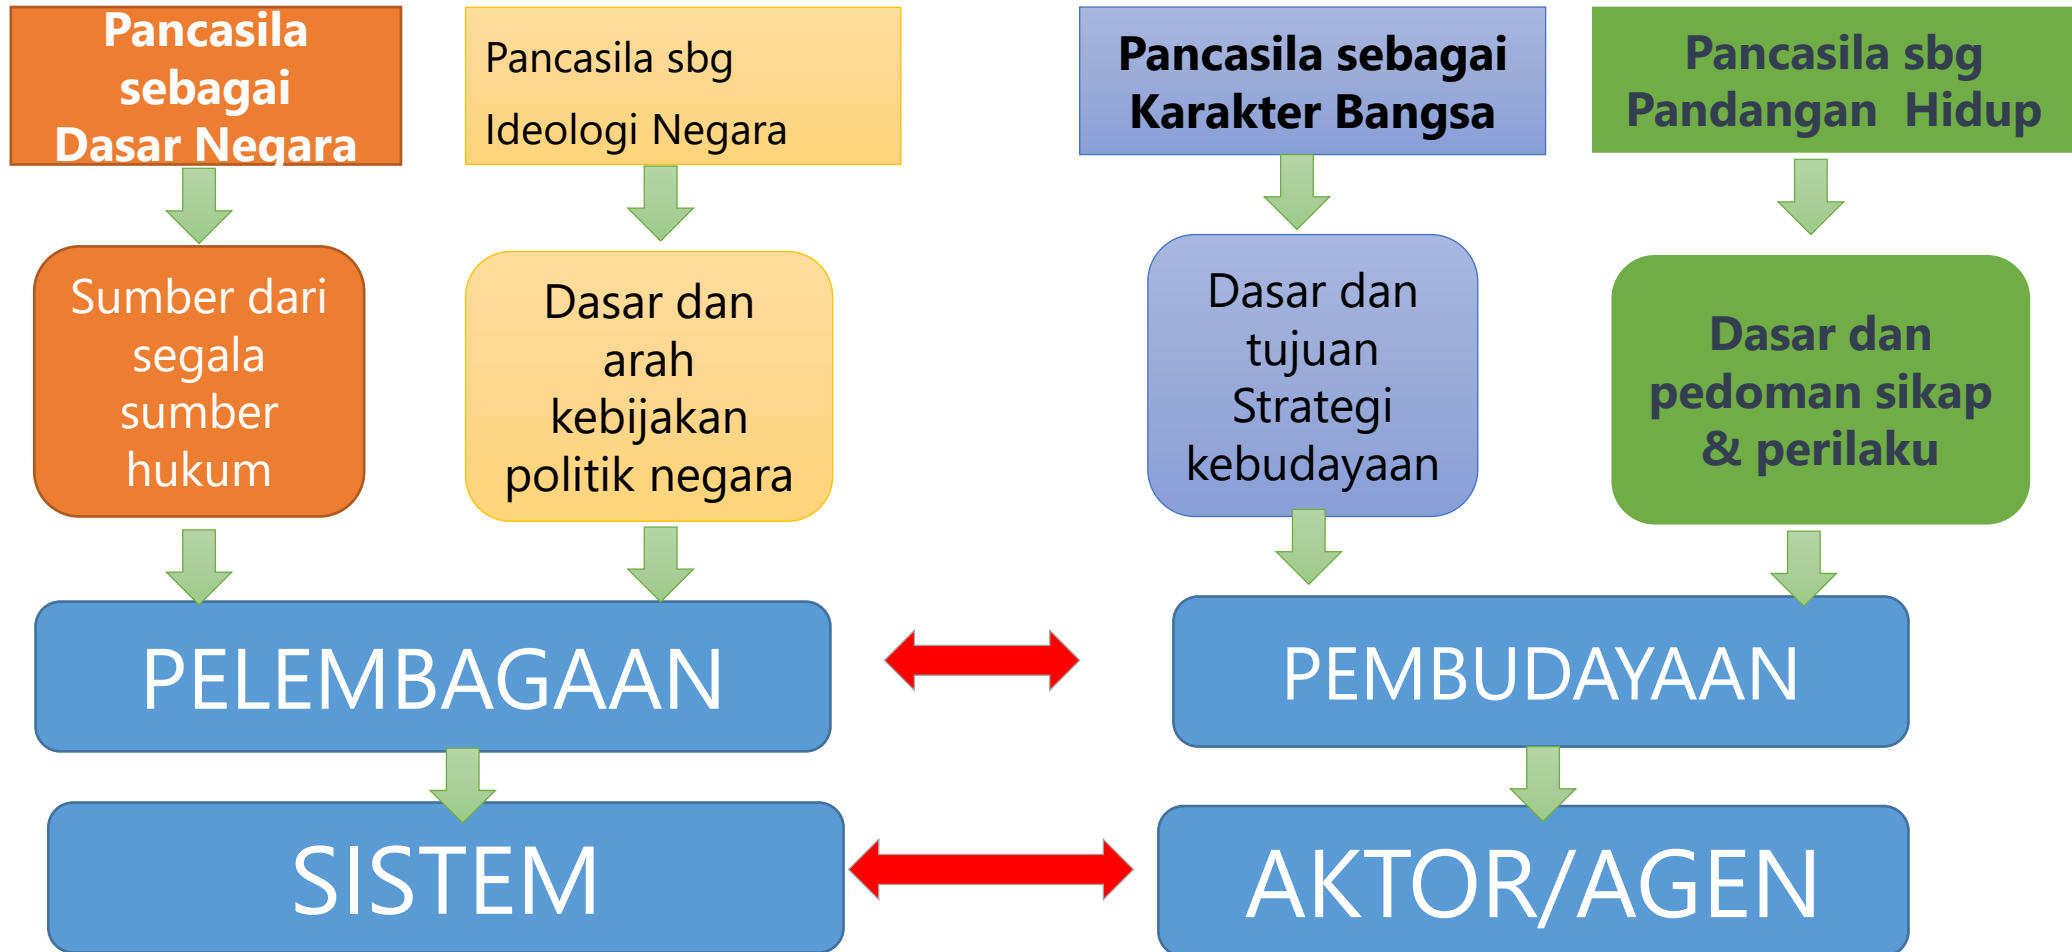 Pancasila
sebagai
Dasar Negara
Pancasila sbg
Ideologi Negara
Pancasila sebagai
Karakter Bangsa
Pancasila sbg
Pandangan Hidup
Sumber dari
segala
sumber
hukum
Dasar dan
arah
kebijakan
politik negara
Dasar dan
tujuan
Strategi
kebudayaan
Dasar dan
pedoman sikap
& perilaku
PELEMBAGAAN
PEMBUDAYAAN
SISTEM
AKTOR/AGEN